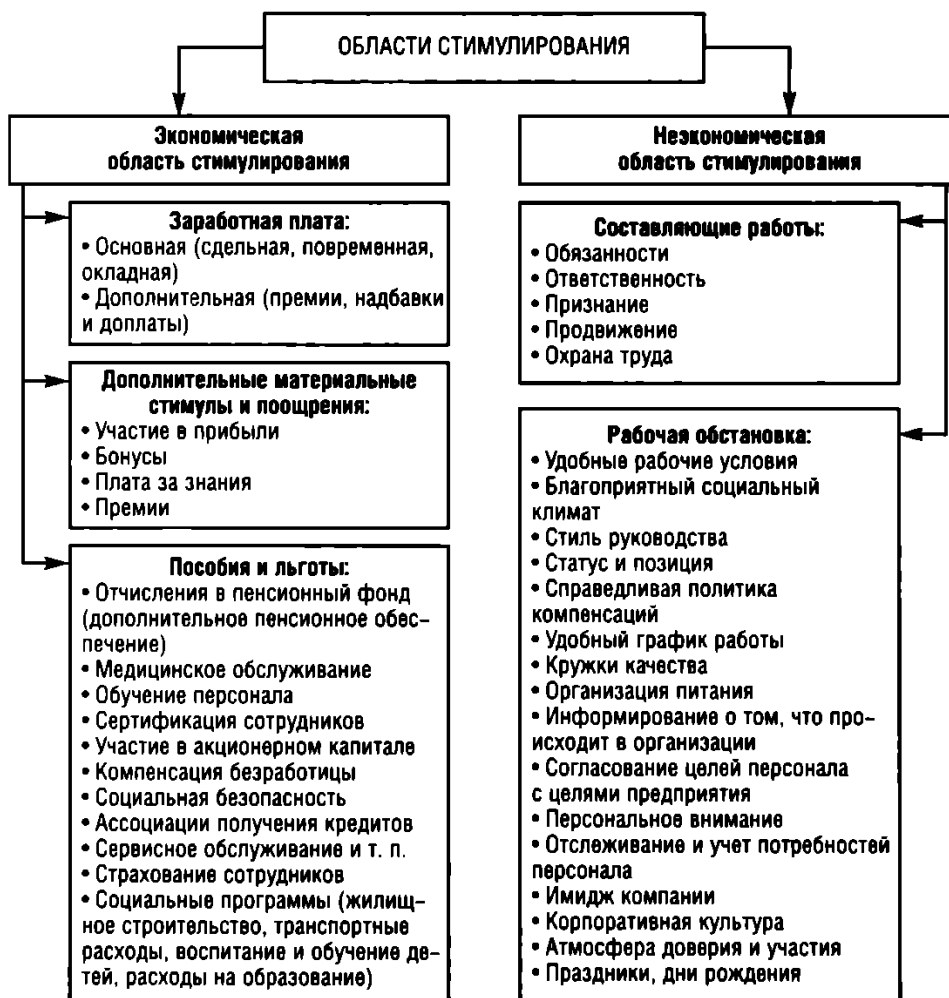 ОБЛАСТИ СТИМУЛИРОВАНИЯ
Экономическая
область стимулирования
Заработная плата:
• Основная (сдельная, повременная,
окладная)
• Дополнительная (премии, надбавки
и доплаты)
Дополнительные материальные
стимулы и поощрения:
• Участие в прибыли
• Бонусы
• Плата за знания
• Премии
Пособия и льготы:
• Отчисления в пенсионный фонд
(дополнительное пенсионное обес-
печение)
• Медицинское обслуживание
• Обучение персонала
• Сертификация сотрудников
• Участие в акционерном капитале
• Компенсация безработицы
• Социальная безопасность
• Ассоциации получения кредитов
• Сервисное обслуживание и т. п.
• Страхование сотрудников
• Социальные программы (жилищ-
ное строительство, транспортные
расходы, воспитание и обучение де-
тей, расходы на образование)
Неэкономическая
область стимулирования
Составляющие работы:
• Обязанности
• Ответственность
• Признание
• Продвижение
• Охрана труда
Рабочая обстановка:
• Удобные рабочие условия
• Благоприятный социальный
климат
• Стиль руководства
• Статус и позиция
• Справедливая политика
компенсаций
• Удобный график работы
• Кружки качества
• Организация питания
• Информирование о том, что про-
исходит в организации
• Согласование целей персонала
с целями предприятия
• Персональное внимание
• Отслеживание и учет потребностей
персонала
• Имидж компании
• Корпоративная культура
• Атмосфера доверия и участия
• Праздники, дни рождения